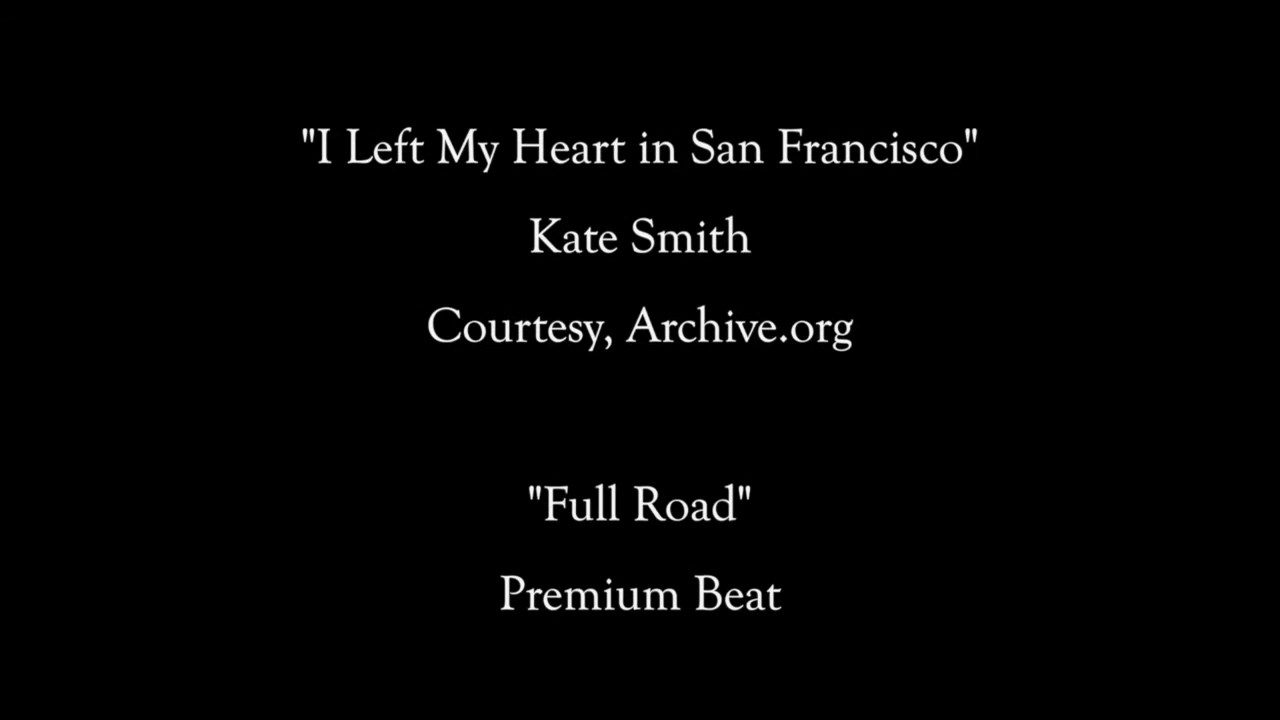 "I Left My Heart in San Francisco"
Kate Smith
Courtesy, Archive.org
"Full Road"
Premium Beat